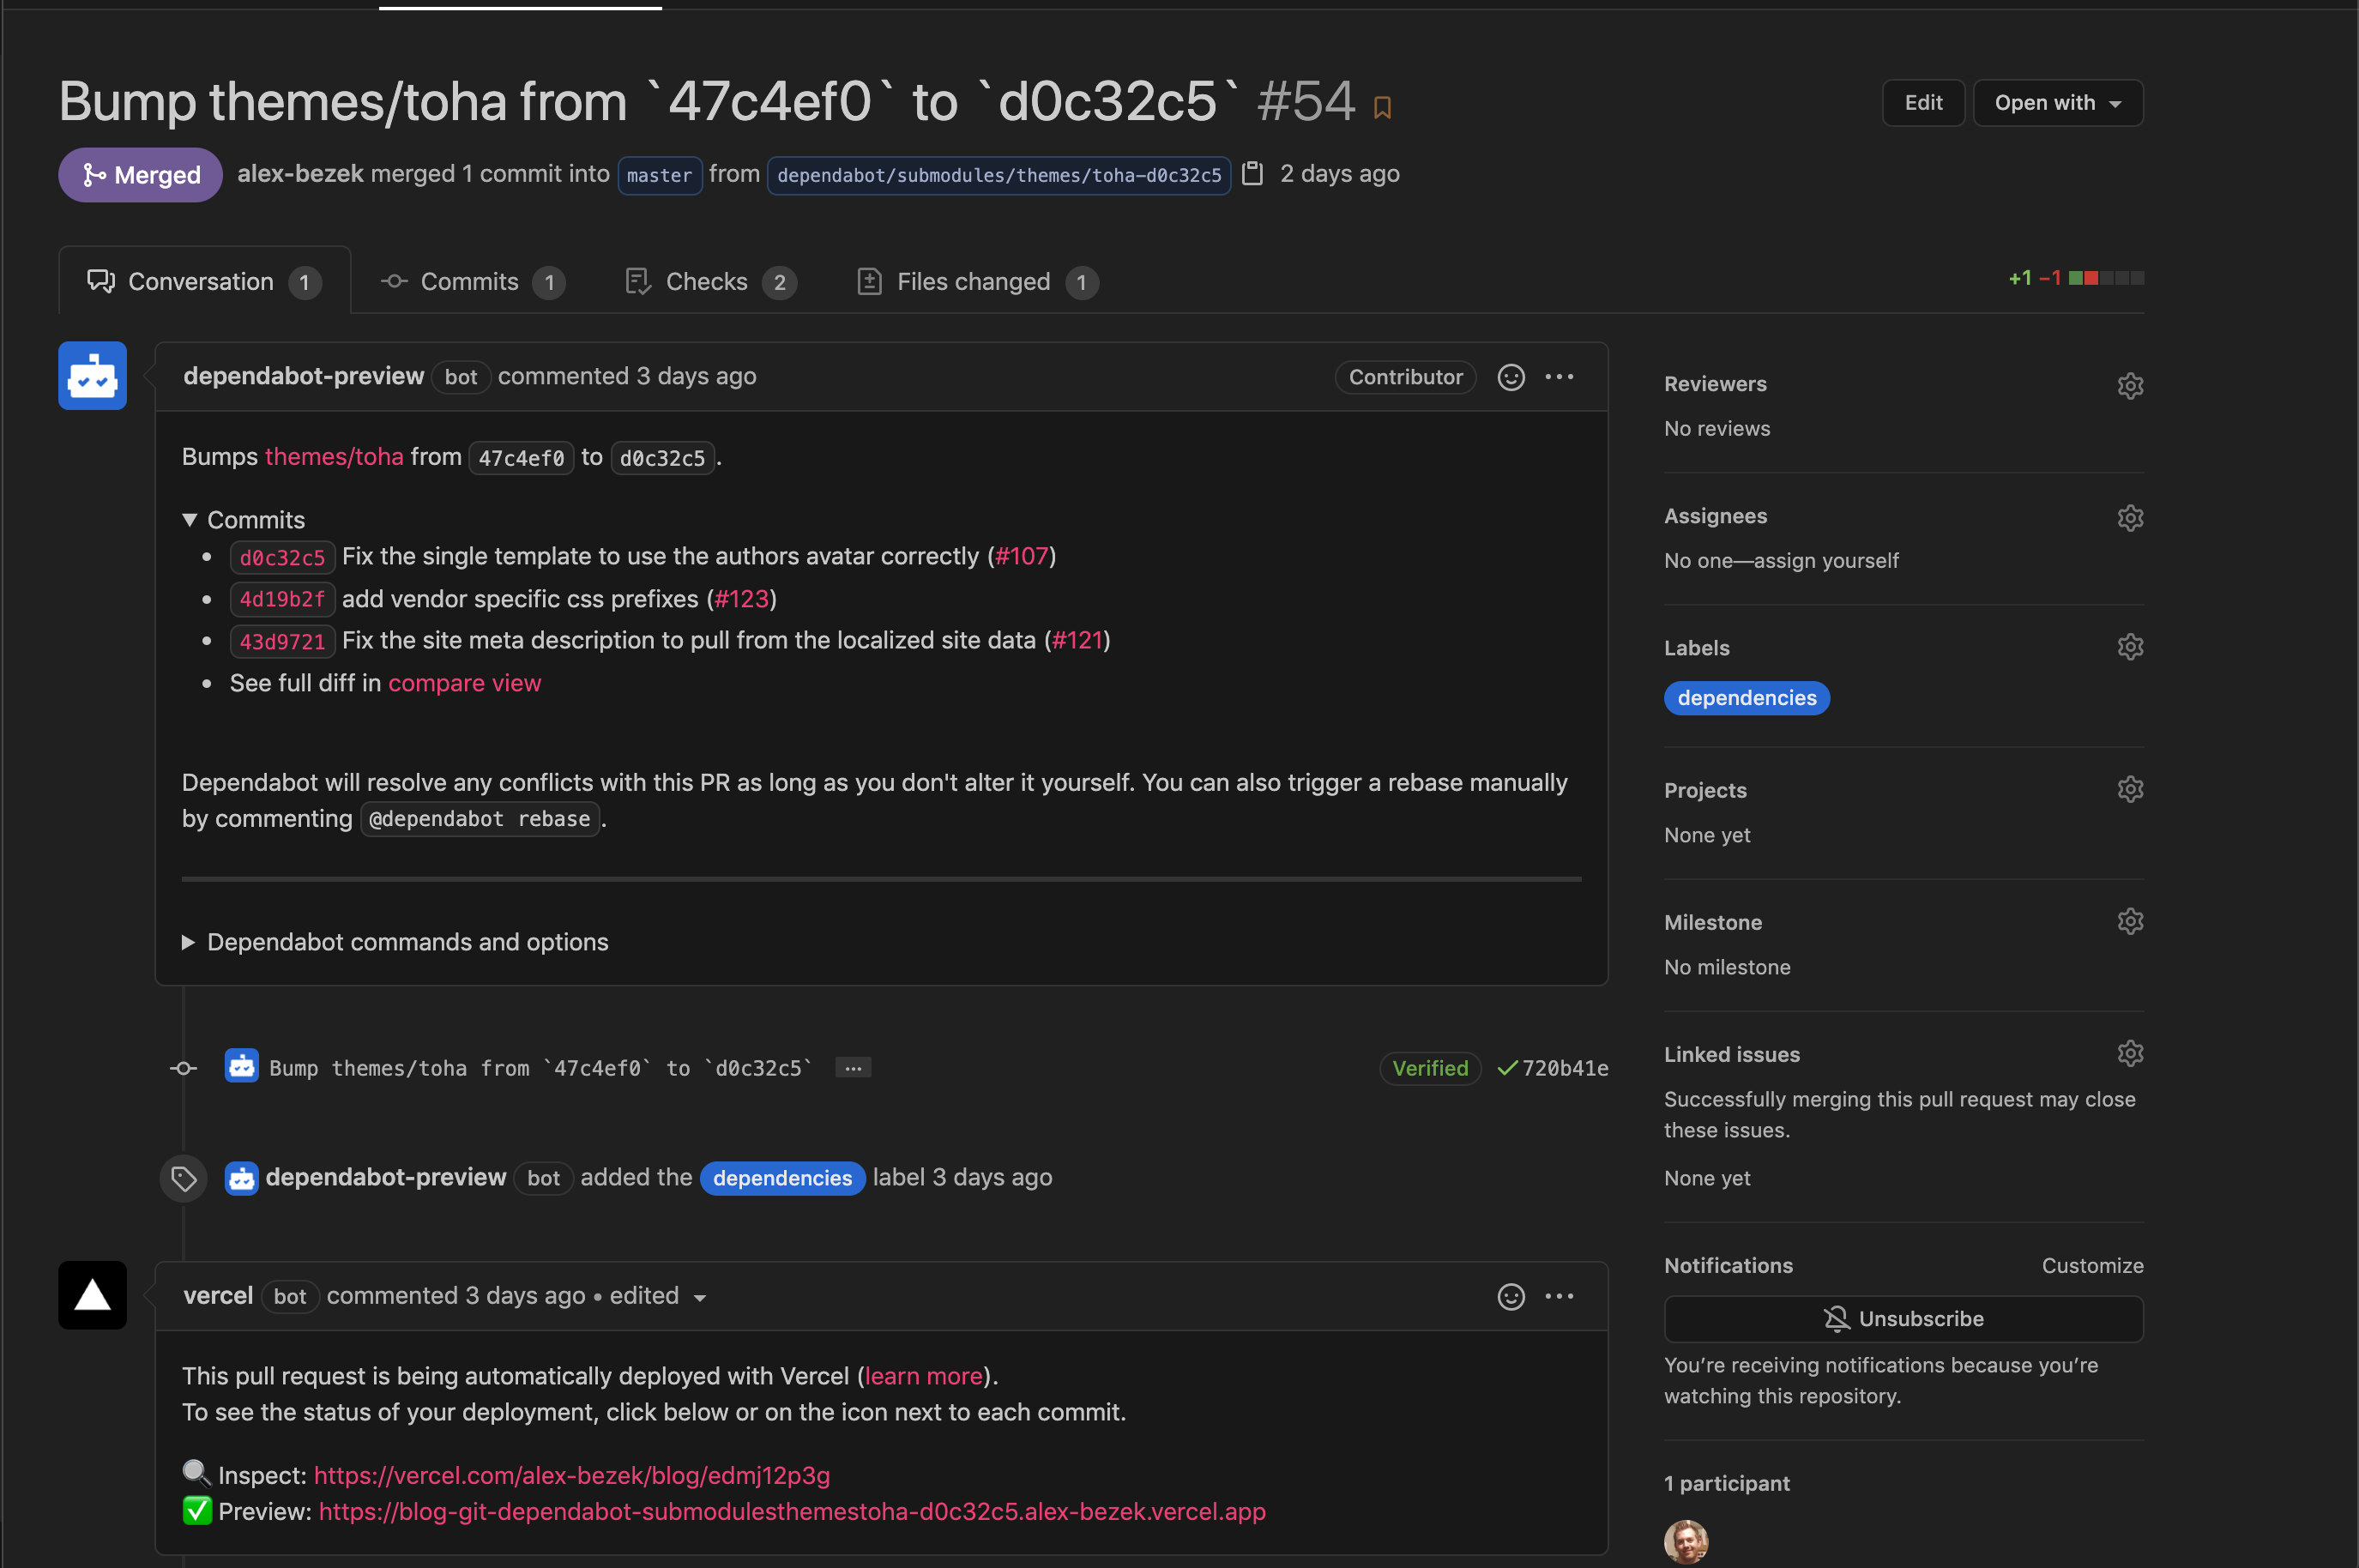 Bump themes/toha from `47c4ef0` to `d0c32c5` #54
Edit
Open with
Merged
alex-bezek merged 1 commit into master from dependabot/submodules/themes/toha-d0c32c5 2 days ago
Conversation 1
Commits 1
Checks 2
Files changed 1
+1 −1
dependabot-preview bot commented 3 days ago
Contributor
Bumps themes/toha from 47c4ef0 to d0c32c5.
Commits
d0c32c5 Fix the single template to use the authors avatar correctly (#107)
4d19b2f add vendor specific css prefixes (#123)
43d9721 Fix the site meta description to pull from the localized site data (#121)
See full diff in compare view
Dependabot will resolve any conflicts with this PR as long as you don't alter it yourself. You can also trigger a rebase manually
by commenting @dependabot rebase.
Dependabot commands and options
Bump themes/toha from `47c4ef0` to `d0c32c5` ...
Verified
720b41e
dependabot-preview bot added the dependencies label 3 days ago
vercel bot commented 3 days ago • edited
This pull request is being automatically deployed with Vercel (learn more).
To see the status of your deployment, click below or on the icon next to each commit.
Inspect: https://vercel.com/alex-bezek/blog/edmj12p3g
Preview: https://blog-git-dependabot-submodulesthemestoha-d0c32c5.alex-bezek.vercel.app
Reviewers
No reviews
Assignees
No one—assign yourself
Labels
dependencies
Projects
None yet
Milestone
No milestone
Linked issues
Successfully merging this pull request may close
these issues.
None yet
Notifications
Customize
Unsubscribe
You’re receiving notifications because you’re
watching this repository.
1 participant